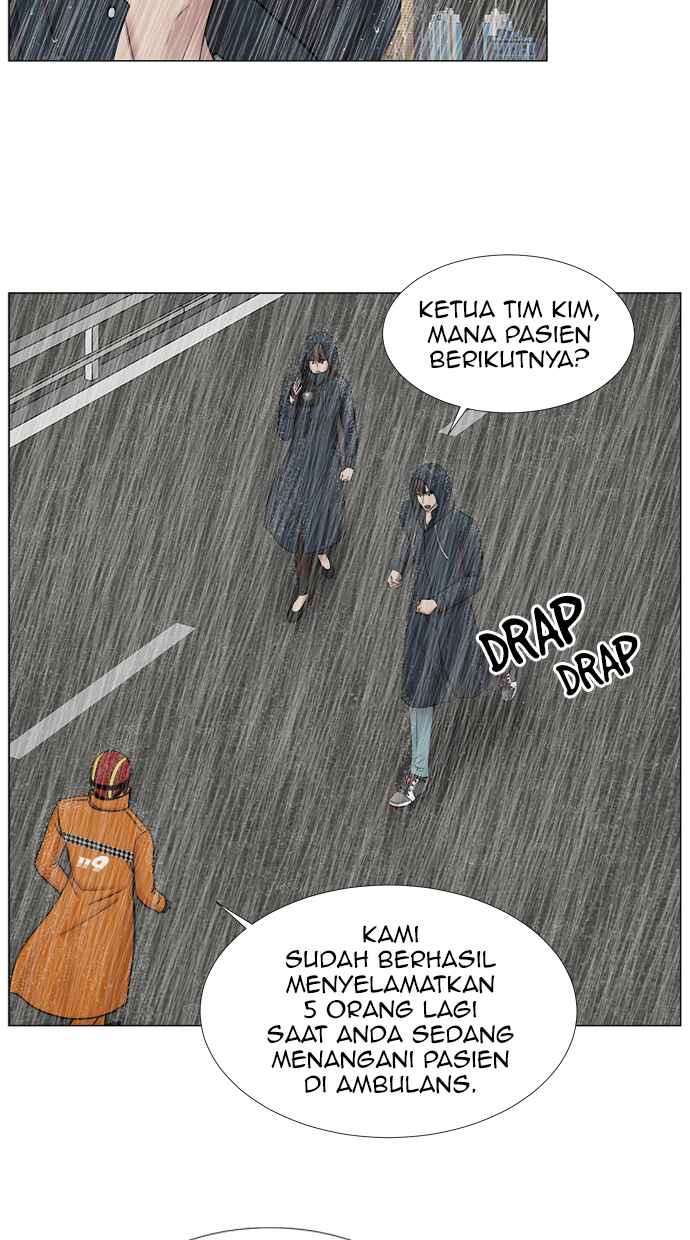 KETUA TIM KIM,
MANA PASIEN
BERIKUTNYA?
DRAP
DRAP
119
KAMI
SUDAH BERHASIL
MENYELAMATKAN
5 ORANG LAGI
SAAT ANDA SEDANG
MENANGANI PASIEN
DI AMBULANS.